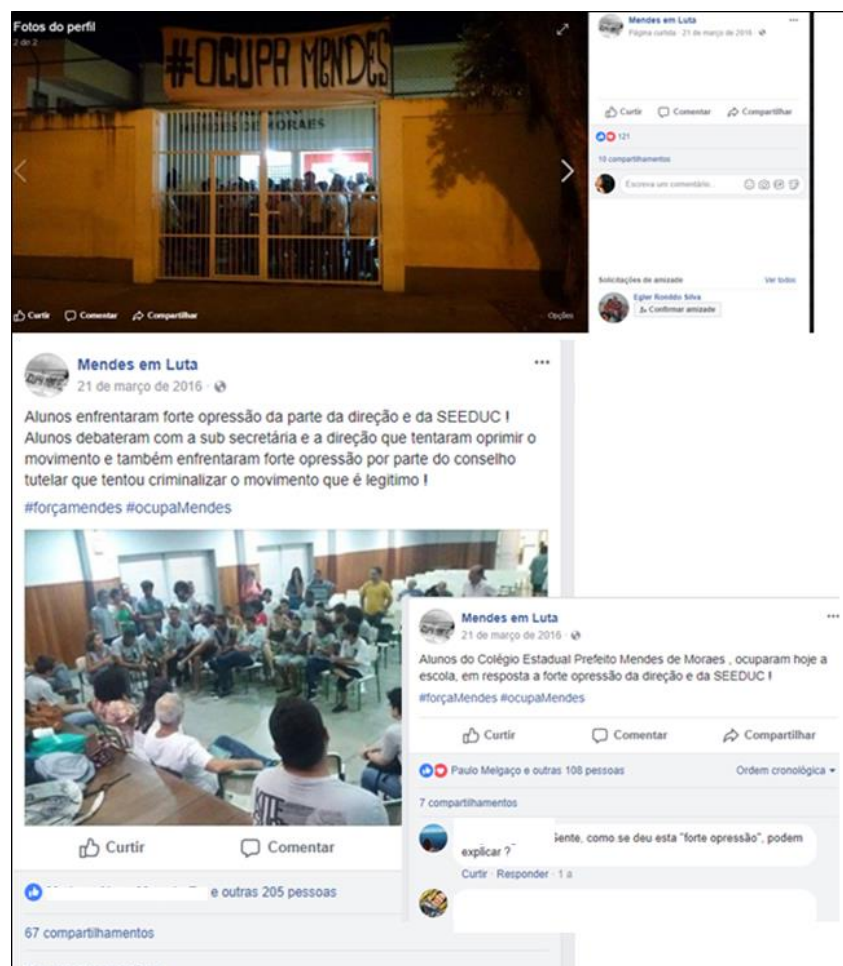 Fotos do perfil
2 de 2
#OCUPA MENDES
MENDES DE MORAES
Curtir Comentar Compartilhar
Opções
Mendes em Luta
Página curtida · 21 de março de 2016 ·
Curtir Comentar Compartilhar
121
10 compartilhamentos
Escreva um comentário...
Solicitações de amizade Ver todos
Egler Ronddo Silva
Confirmar amizade
Mendes em Luta
21 de março de 2016 ·
Alunos enfrentaram forte opressão da parte da direção e da SEEDUC !
Alunos debateram com a sub secretária e a direção que tentaram oprimir o
movimento e também enfrentaram forte opressão por parte do conselho
tutelar que tentou criminalizar o movimento que é legitimo !
#forçamendes #ocupaMendes
Curtir Comentar
e outras 205 pessoas
67 compartilhamentos
Mendes em Luta
21 de março de 2016 ·
Alunos do Colégio Estadual Prefeito Mendes de Moraes , ocuparam hoje a
escola, em resposta a forte opressão da direção e da SEEDUC !
#forçaMendes #ocupaMendes
Curtir Comentar Compartilhar
Paulo Melgaço e outras 108 pessoas Ordem cronológica
7 compartilhamentos
Gente, como se deu esta "forte opressão", podem
explicar ?
Curtir · Responder · 1 a